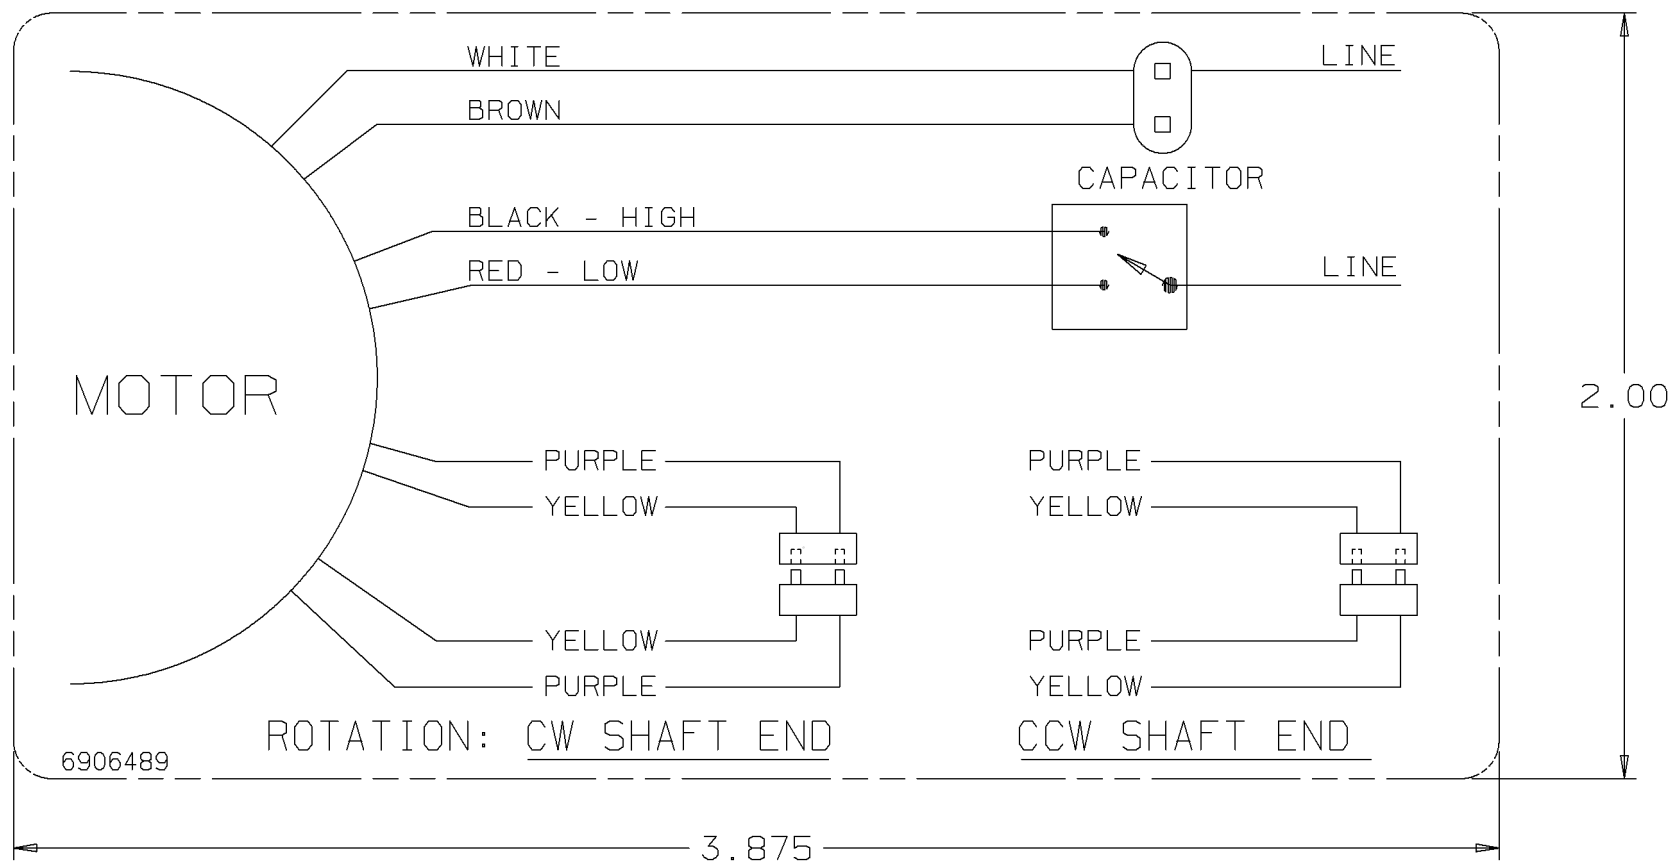 WHITE
LINE
BROWN
CAPACITOR
BLACK - HIGH
RED - LOW
LINE
MOTOR
2.00
PURPLE
PURPLE
YELLOW
YELLOW
YELLOW
PURPLE
PURPLE
YELLOW
ROTATION: CW SHAFT END
CCW SHAFT END
6906489
3.875